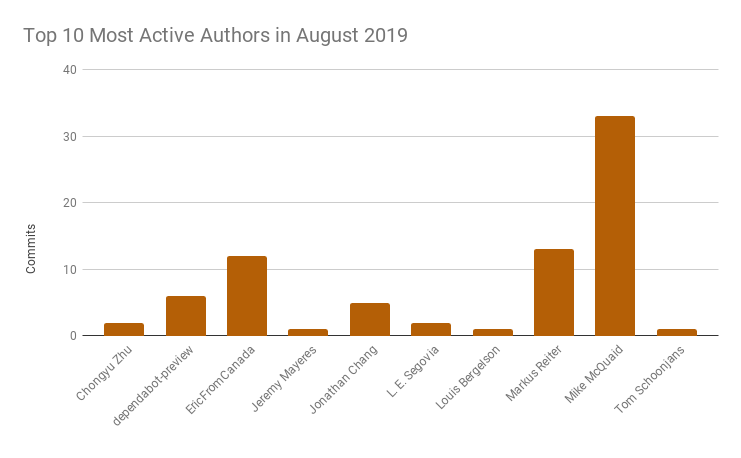 Top 10 Most Active Authors in August 2019
40
30
20
10
0
Commits
Chongyu Zhu
dependabot-preview
EricFromCanada
Jeremy Mayeres
Jonathan Chang
L. E. Segovia
Louis Bergelson
Markus Reiter
Mike McQuaid
Tom Schoonjans